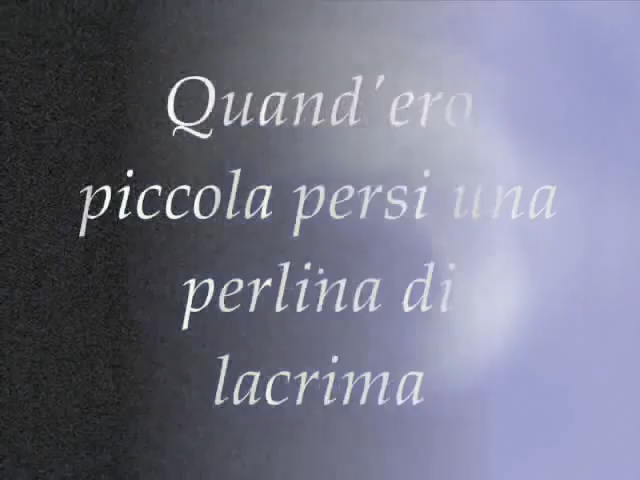 Quand'ero
piccola persi una
perlina di
lacrima